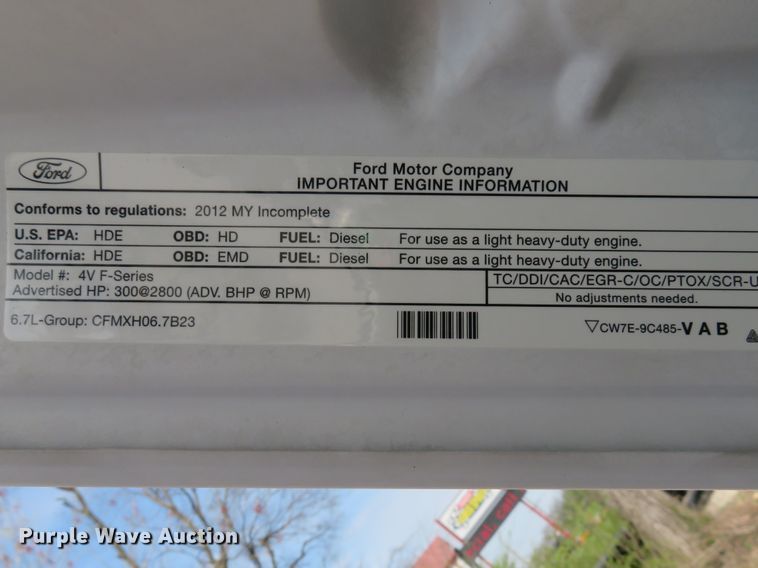 Ford
Ford Motor Company
IMPORTANT ENGINE INFORMATION
Conforms to regulations: 2012 MY Incomplete
U.S. EPA: HDE OBD: HD FUEL: Diesel For use as a light heavy-duty engine.
California: HDE OBD: EMD FUEL: Diesel For use as a light heavy-duty engine.
Model #: 4V F-Series
Advertised HP: 300@2800 (ADV. BHP @ RPM)
TC/DDI/CAC/EGR-C/OC/PTOX/SCR-U
No adjustments needed.
6.7L-Group: CFMXH06.7B23
CW7E-9C485-VAB
Purple Wave Auction